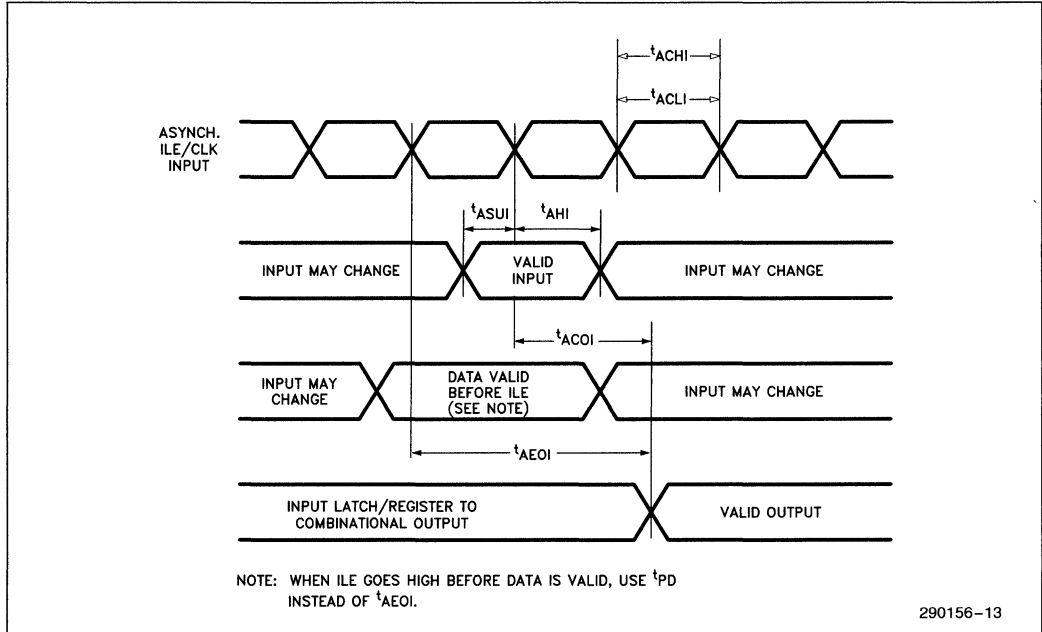 tACHI
tACLI
ASYNCH.
ILE/CLK
INPUT
tASUI
tAHI
INPUT MAY CHANGE
VALID
INPUT
INPUT MAY CHANGE
tACOI
INPUT MAY
CHANGE
DATA VALID
BEFORE ILE
(SEE NOTE)
INPUT MAY CHANGE
tAEOI
INPUT LATCH/REGISTER TO
COMBINATIONAL OUTPUT
VALID OUTPUT
NOTE: WHEN ILE GOES HIGH BEFORE DATA IS VALID, USE tPD
INSTEAD OF tAEOI.
290156-13